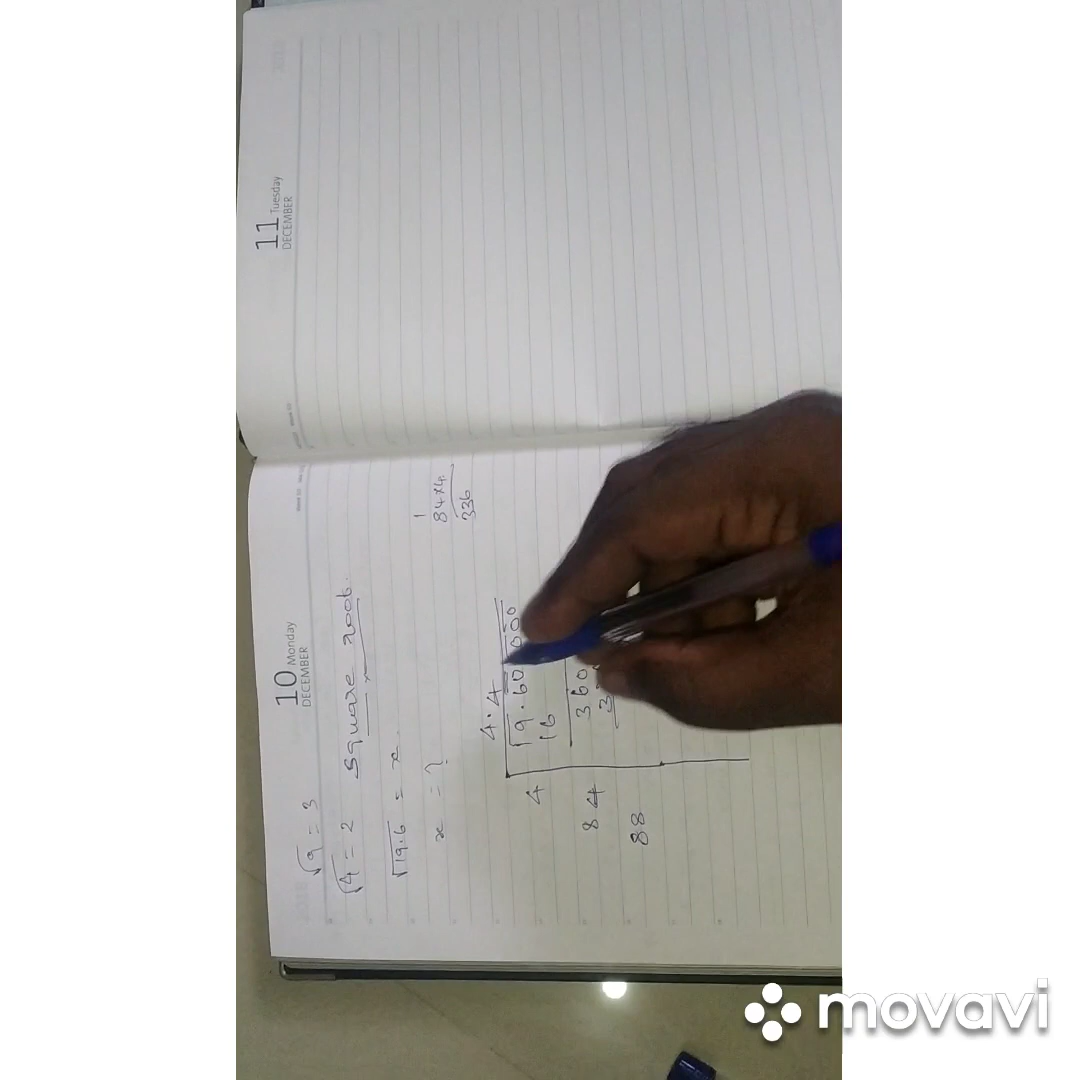 10 Monday
DECEMBER
√9 = 3
√4 = 2 square root.
√19.6 = x.
x = ?
1
84×4
336
4.4
4 √19.60 000
16
84 360
3
88
11 Tuesday
DECEMBER
movavi